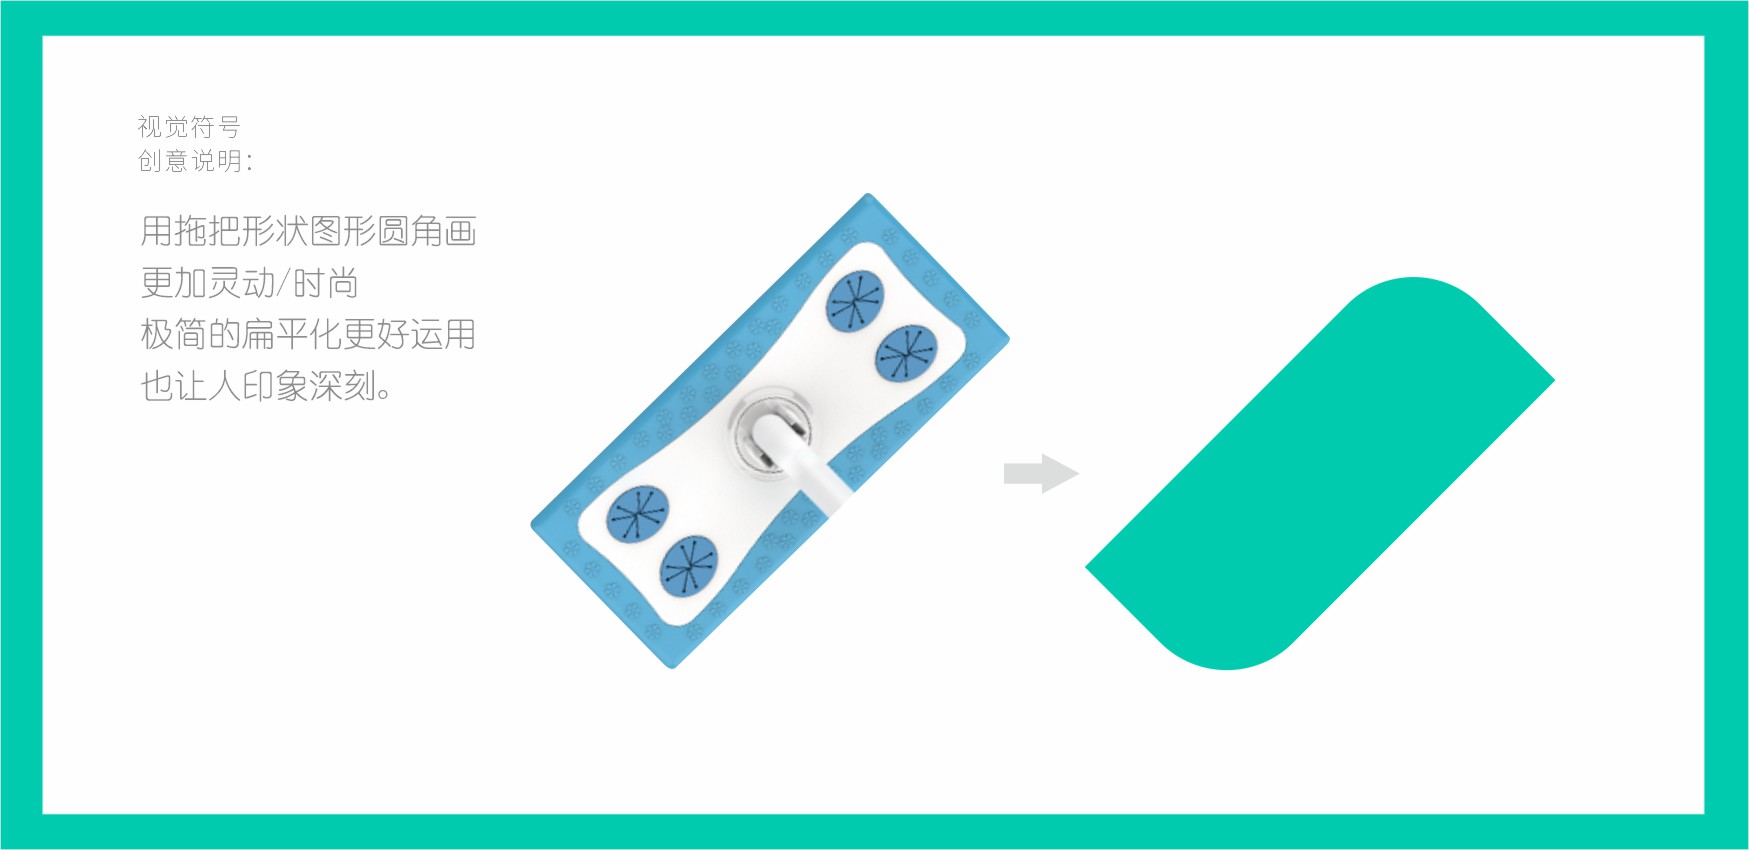 视觉符号
创意说明：
用拖把形状图形圆角画
更加灵动/时尚
极简的扁平化更好运用
也让人印象深刻。